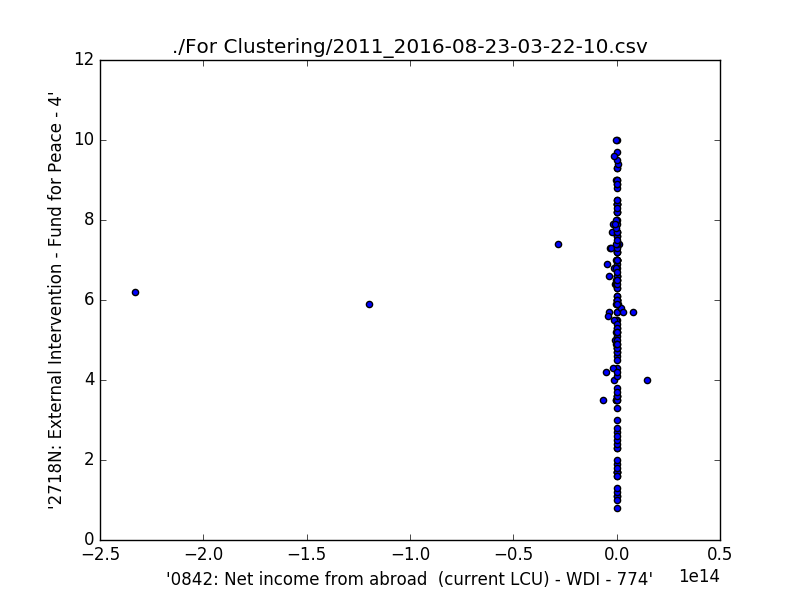 ./For Clustering/2011_2016-08-23-03-22-10.csv
12
10
8
6
4
2
0
'2718N: External Intervention - Fund for Peace - 4'
−2.5 −2.0 −1.5 −1.0 −0.5 0.0 0.5
1e14
'0842: Net income from abroad  (current LCU) - WDI - 774'